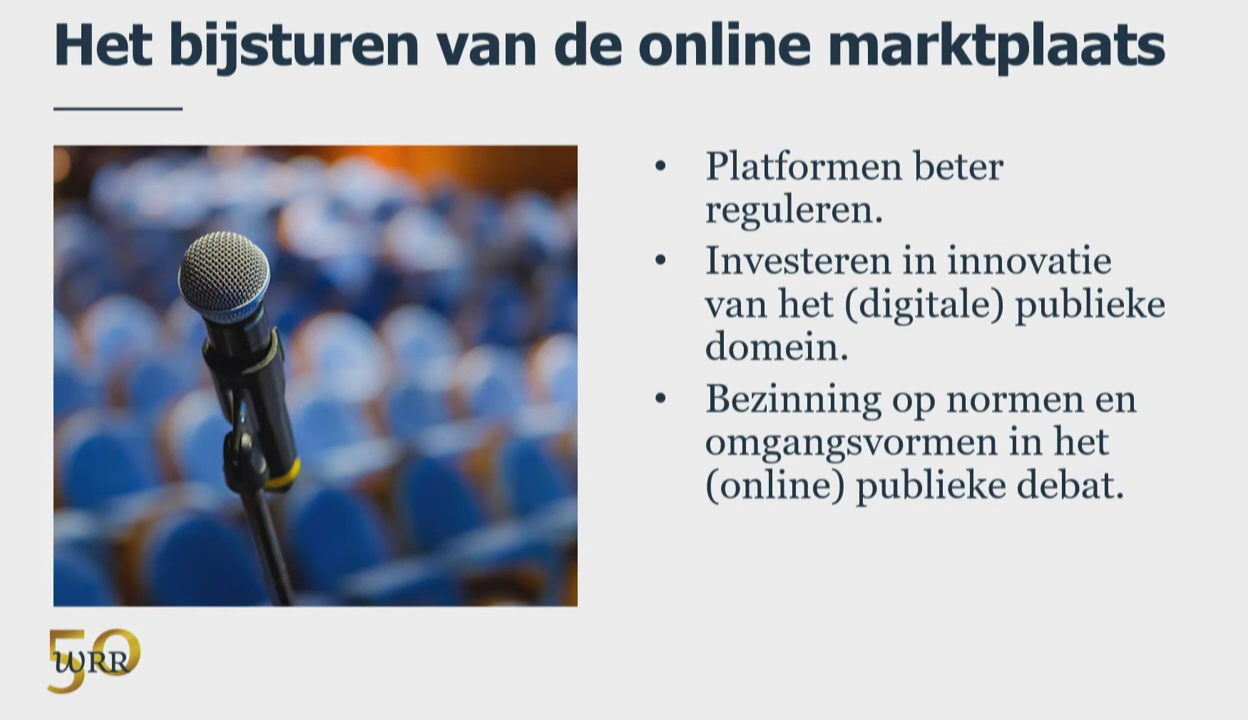 Het bijsturen van de online marktplaats
• Platformen beter
reguleren.
• Investeren in innovatie
van het (digitale) publieke
domein.
• Bezinning op normen en
omgangsvormen in het
(online) publieke debat.
50
WRR